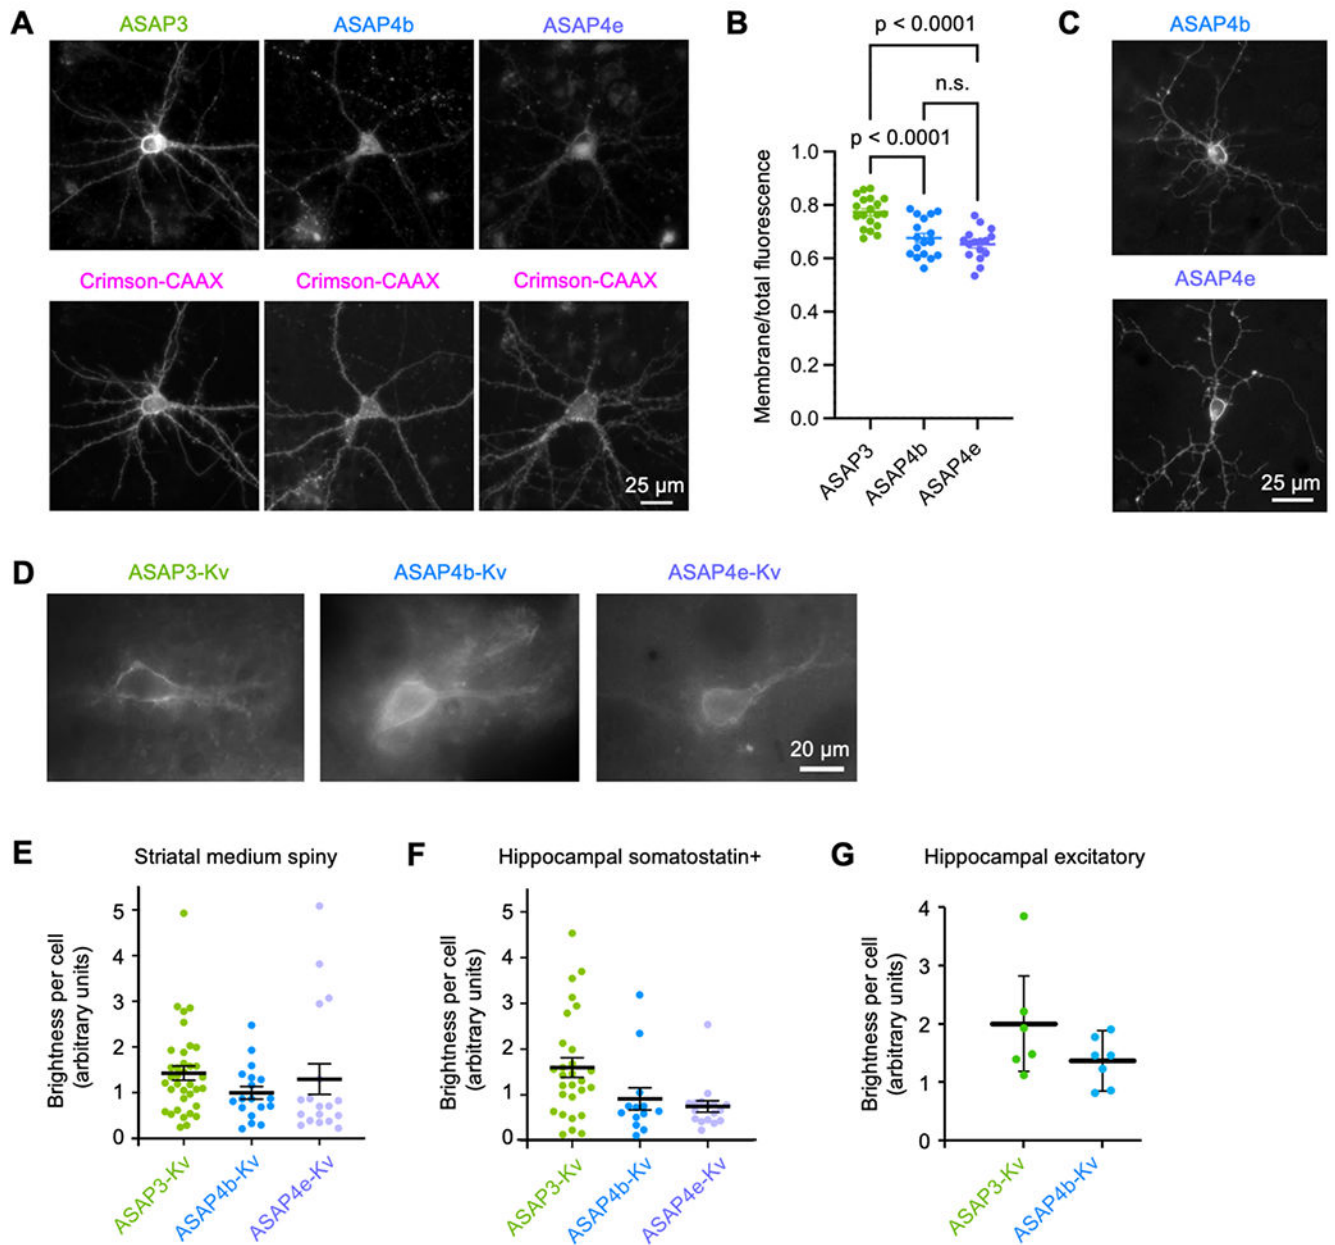 A
ASAP3
ASAP4b
ASAP4e
Crimson-CAAX
Crimson-CAAX
Crimson-CAAX
25 µm
B
p < 0.0001
n.s.
p < 0.0001
1.0
0.8
0.6
0.4
0.2
0.0
Membrane/total fluorescence
ASAP3
ASAP4b
ASAP4e
C
ASAP4b
ASAP4e
25 µm
D
ASAP3-Kv
ASAP4b-Kv
ASAP4e-Kv
20 µm
E
Striatal medium spiny
Brightness per cell
(arbitrary units)
5
4
3
2
1
0
ASAP3-Kv
ASAP4b-Kv
ASAP4e-Kv
F
Hippocampal somatostatin+
Brightness per cell
(arbitrary units)
5
4
3
2
1
0
ASAP3-Kv
ASAP4b-Kv
ASAP4e-Kv
G
Hippocampal excitatory
Brightness per cell
(arbitrary units)
4
3
2
1
0
ASAP3-Kv
ASAP4b-Kv